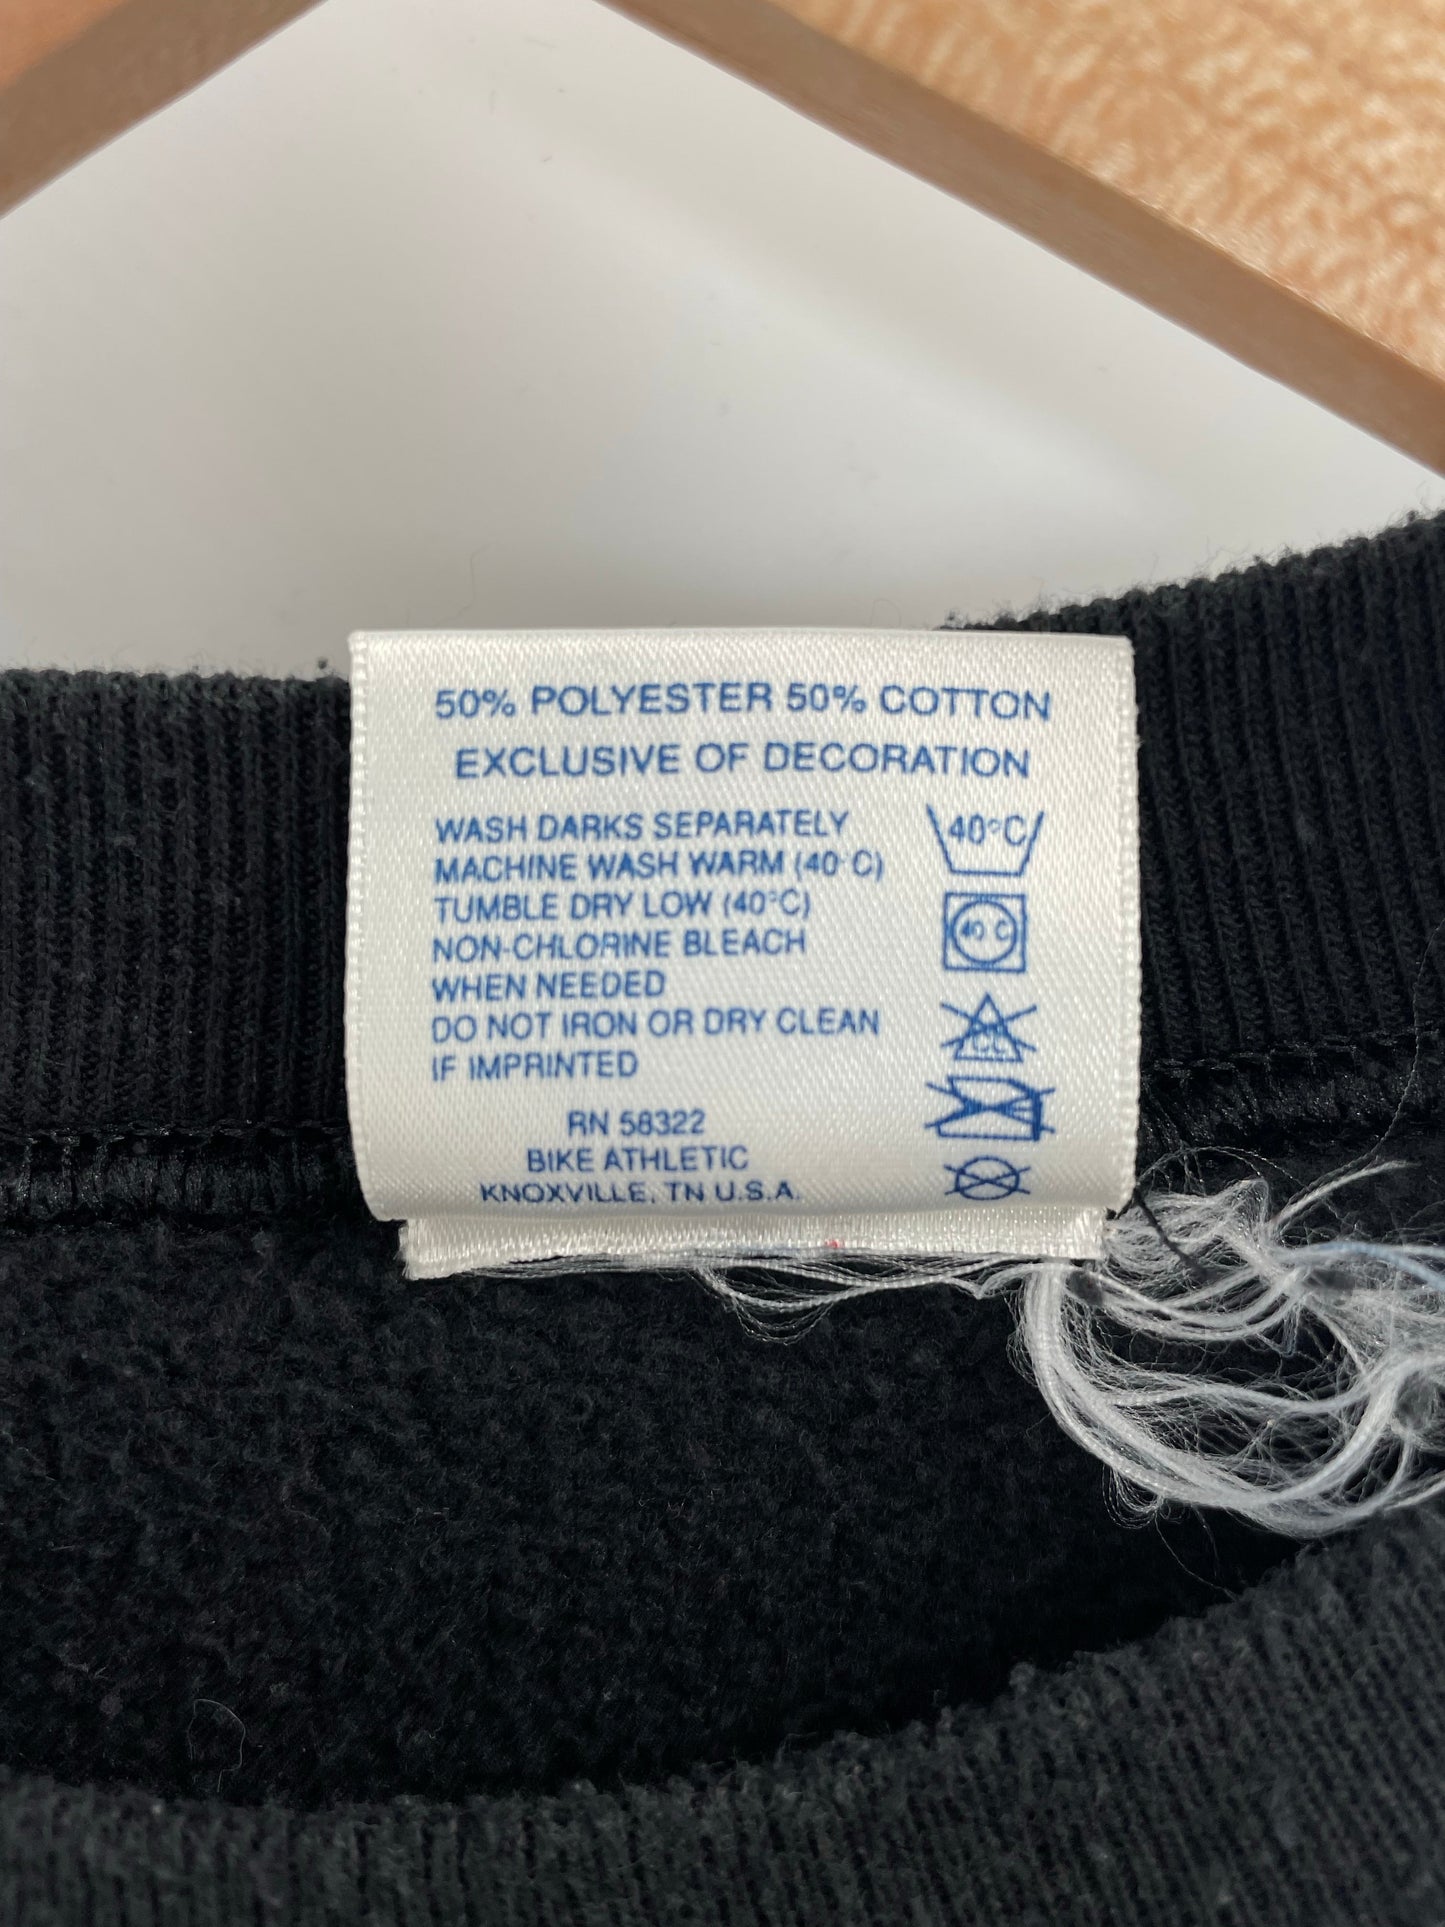 50% POLYESTER 50% COTTON
EXCLUSIVE OF DECORATION
WASH DARKS SEPARATELY
MACHINE WASH WARM (40°C)
TUMBLE DRY LOW (40°C)
NON-CHLORINE BLEACH
WHEN NEEDED
DO NOT IRON OR DRY CLEAN
IF IMPRINTED
40°C
40 C
CL
RN 58322
BIKE ATHLETIC
KNOXVILLE, TN U.S.A.